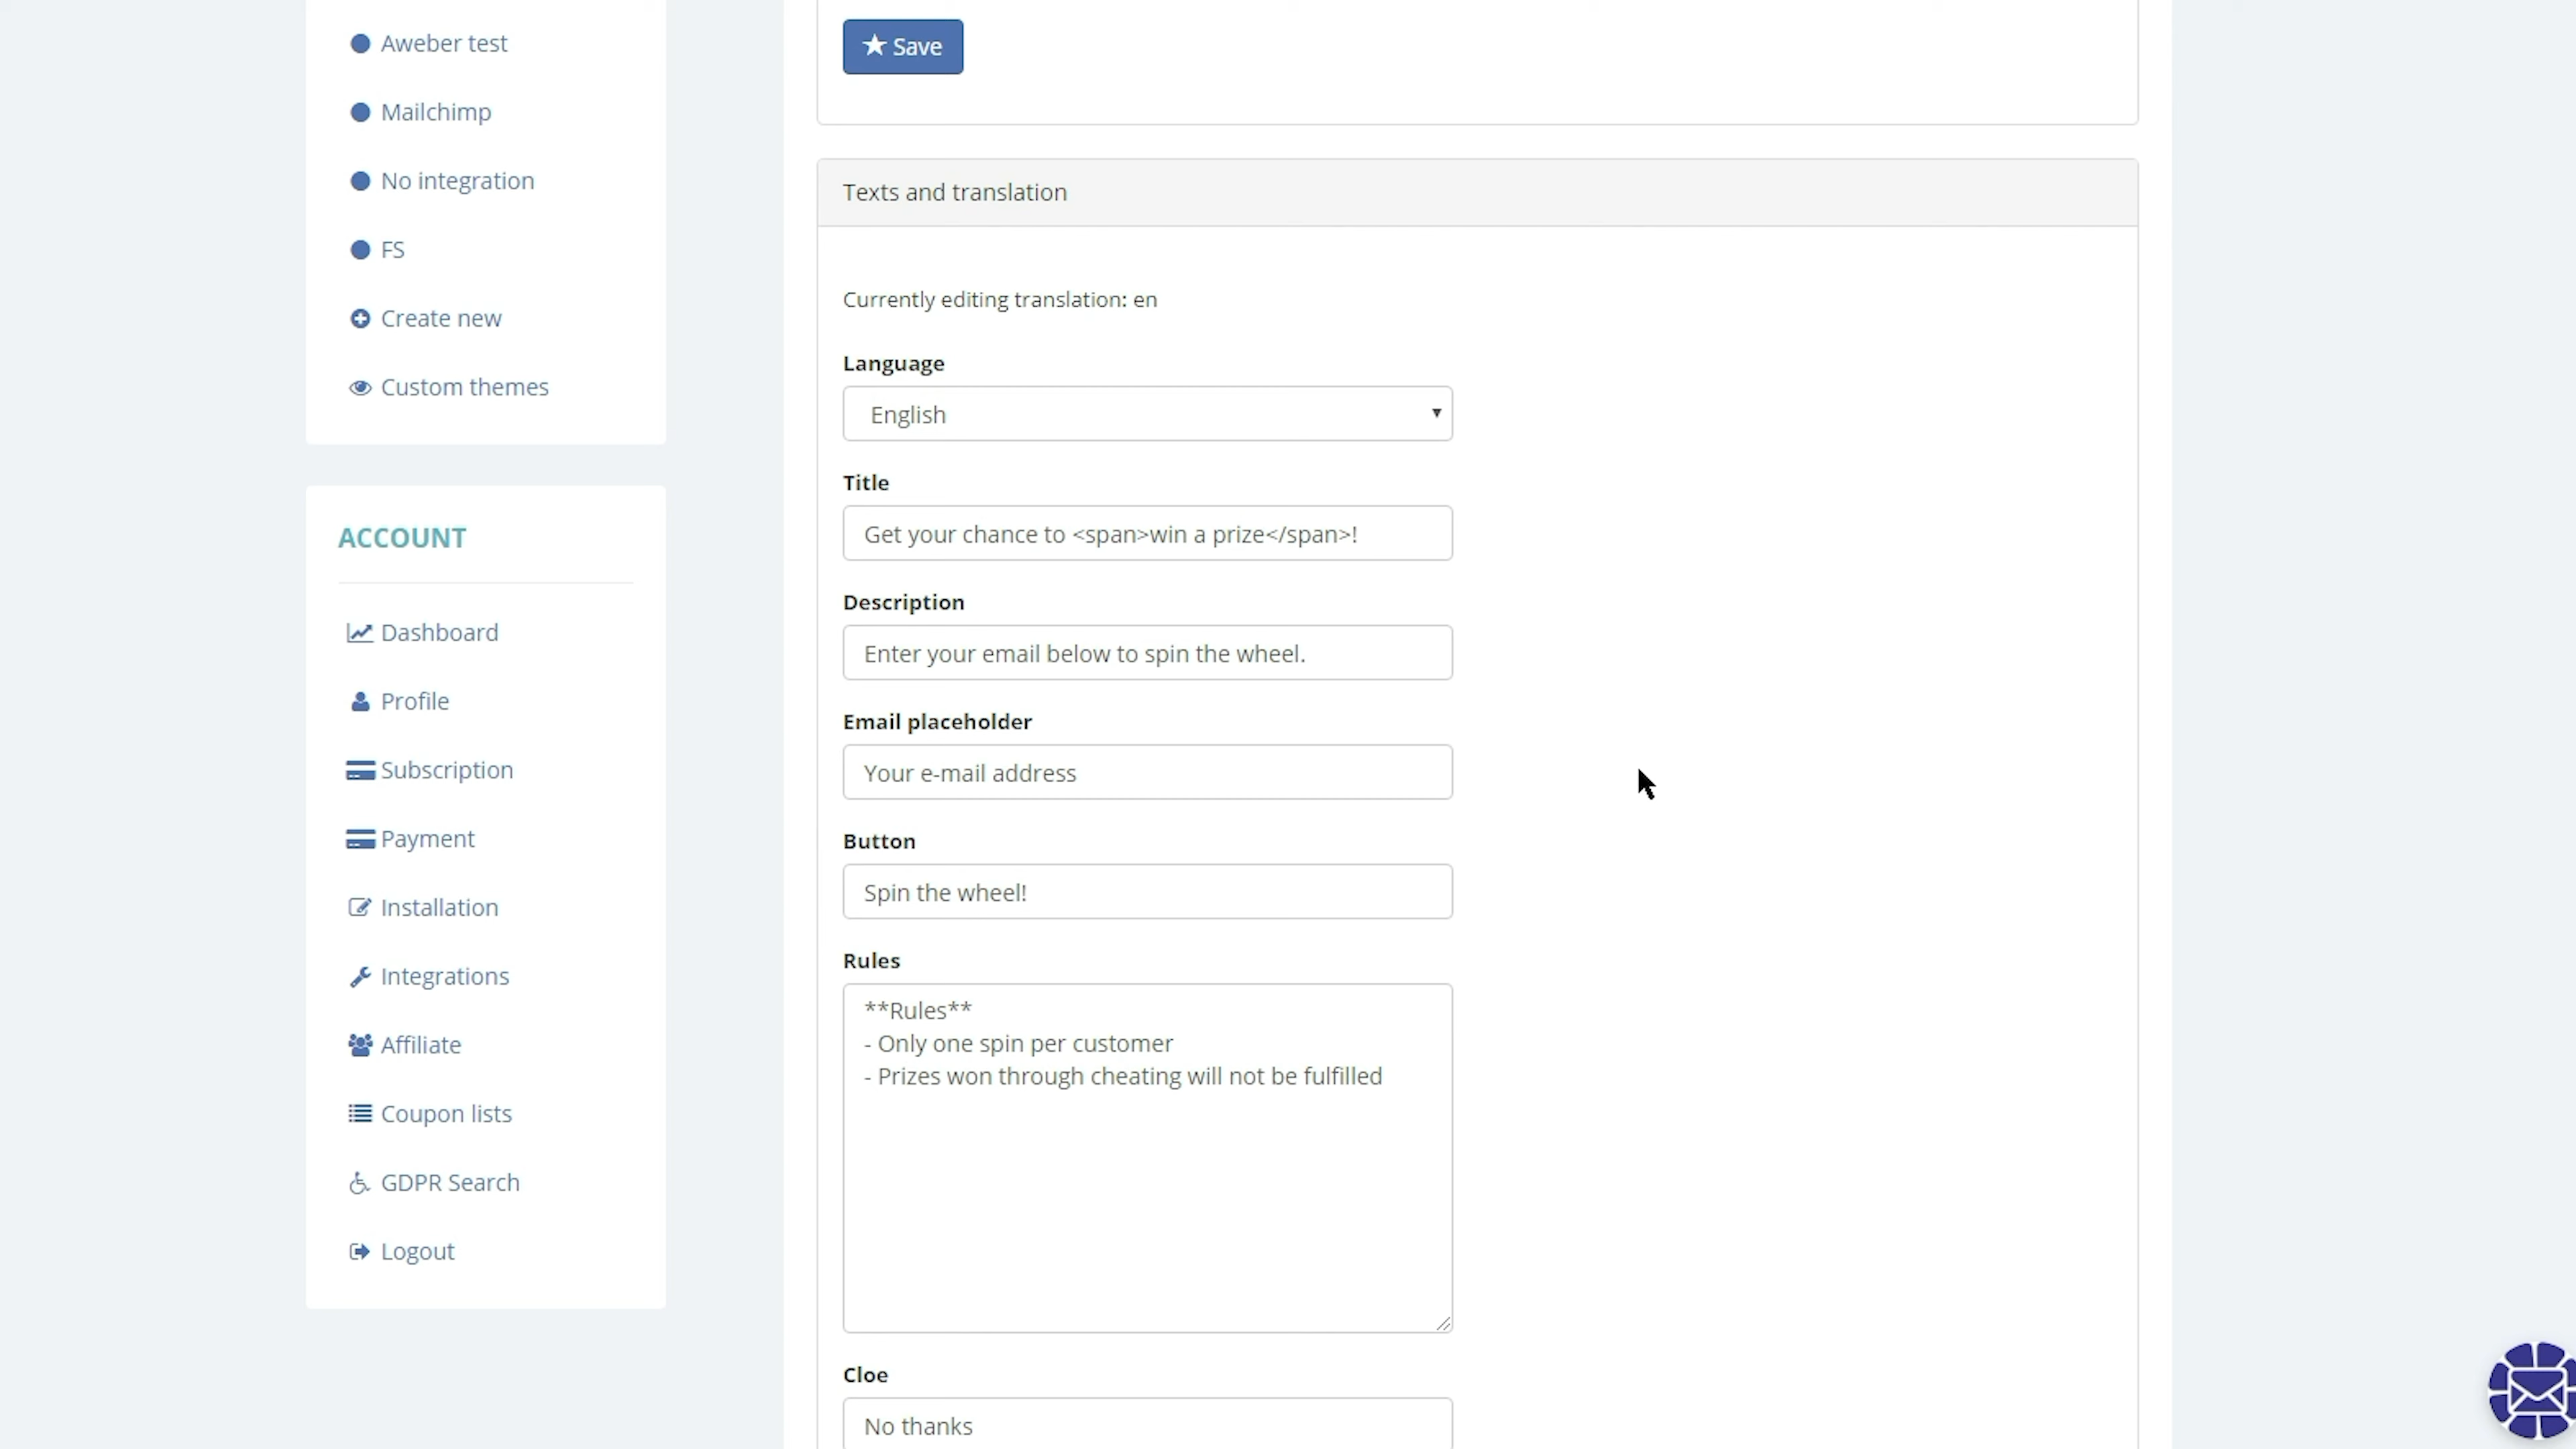 Aweber test
Mailchimp
No integration
FS
Create new
Custom themes
ACCOUNT
Dashboard
Profile
Subscription
Payment
Installation
Integrations
Affiliate
Coupon lists
GDPR Search
Logout
Save
Texts and translation
Currently editing translation: en
Language
English
Title
Get your chance to <span>win a prize</span>!
Description
Enter your email below to spin the wheel.
Email placeholder
Your e-mail address
Button
Spin the wheel!
Rules
**Rules**
- Only one spin per customer
- Prizes won through cheating will not be fulfilled
Cloe
No thanks